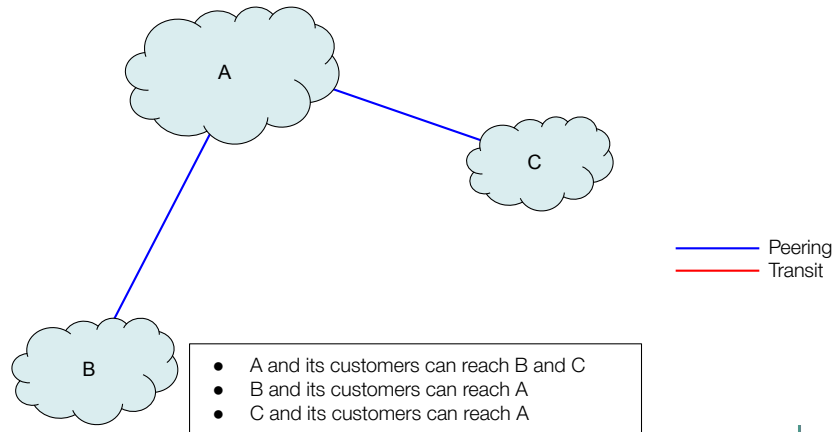 A
C
Peering
Transit
B
● A and its customers can reach B and C
● B and its customers can reach A
● C and its customers can reach A